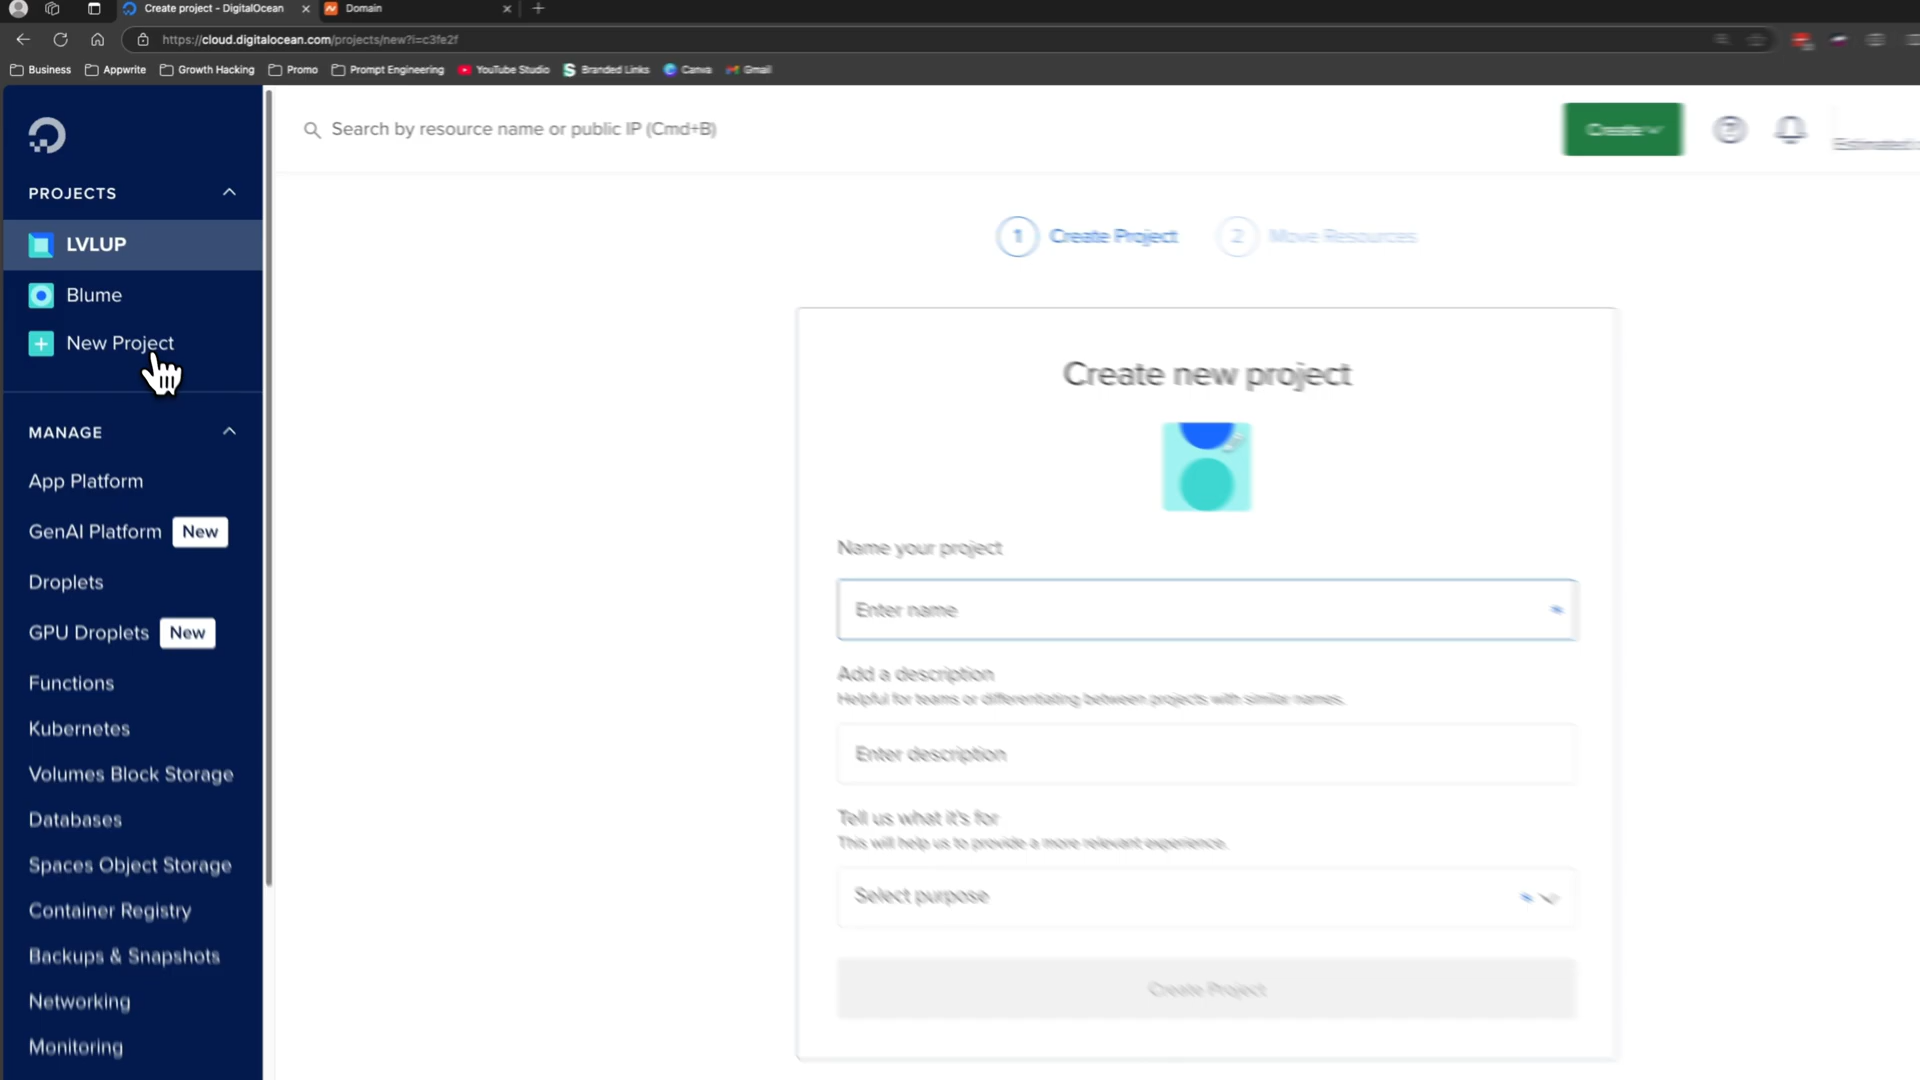 Create project - DigitalOcean
Domain
https://cloud.digitalocean.com/projects/new?i=c3fe2f
Business
Appwrite
Growth Hacking
Promo
Prompt Engineering
YouTube Studio
Branded Links
Canva
Gmail
Search by resource name or public IP (Cmd+B)
Create
Estimated
PROJECTS
LVLUP
Blume
New Project
MANAGE
App Platform
GenAI Platform New
Droplets
GPU Droplets New
Functions
Kubernetes
Volumes Block Storage
Databases
Spaces Object Storage
Container Registry
Backups & Snapshots
Networking
Monitoring
1 Create Project
2 Move Resources
Create new project
Name your project
Enter name
Add a description
Helpful for teams or differentiating between projects with similar names.
Enter description
Tell us what it's for
This will help us to provide a more relevant experience.
Select purpose
Create Project